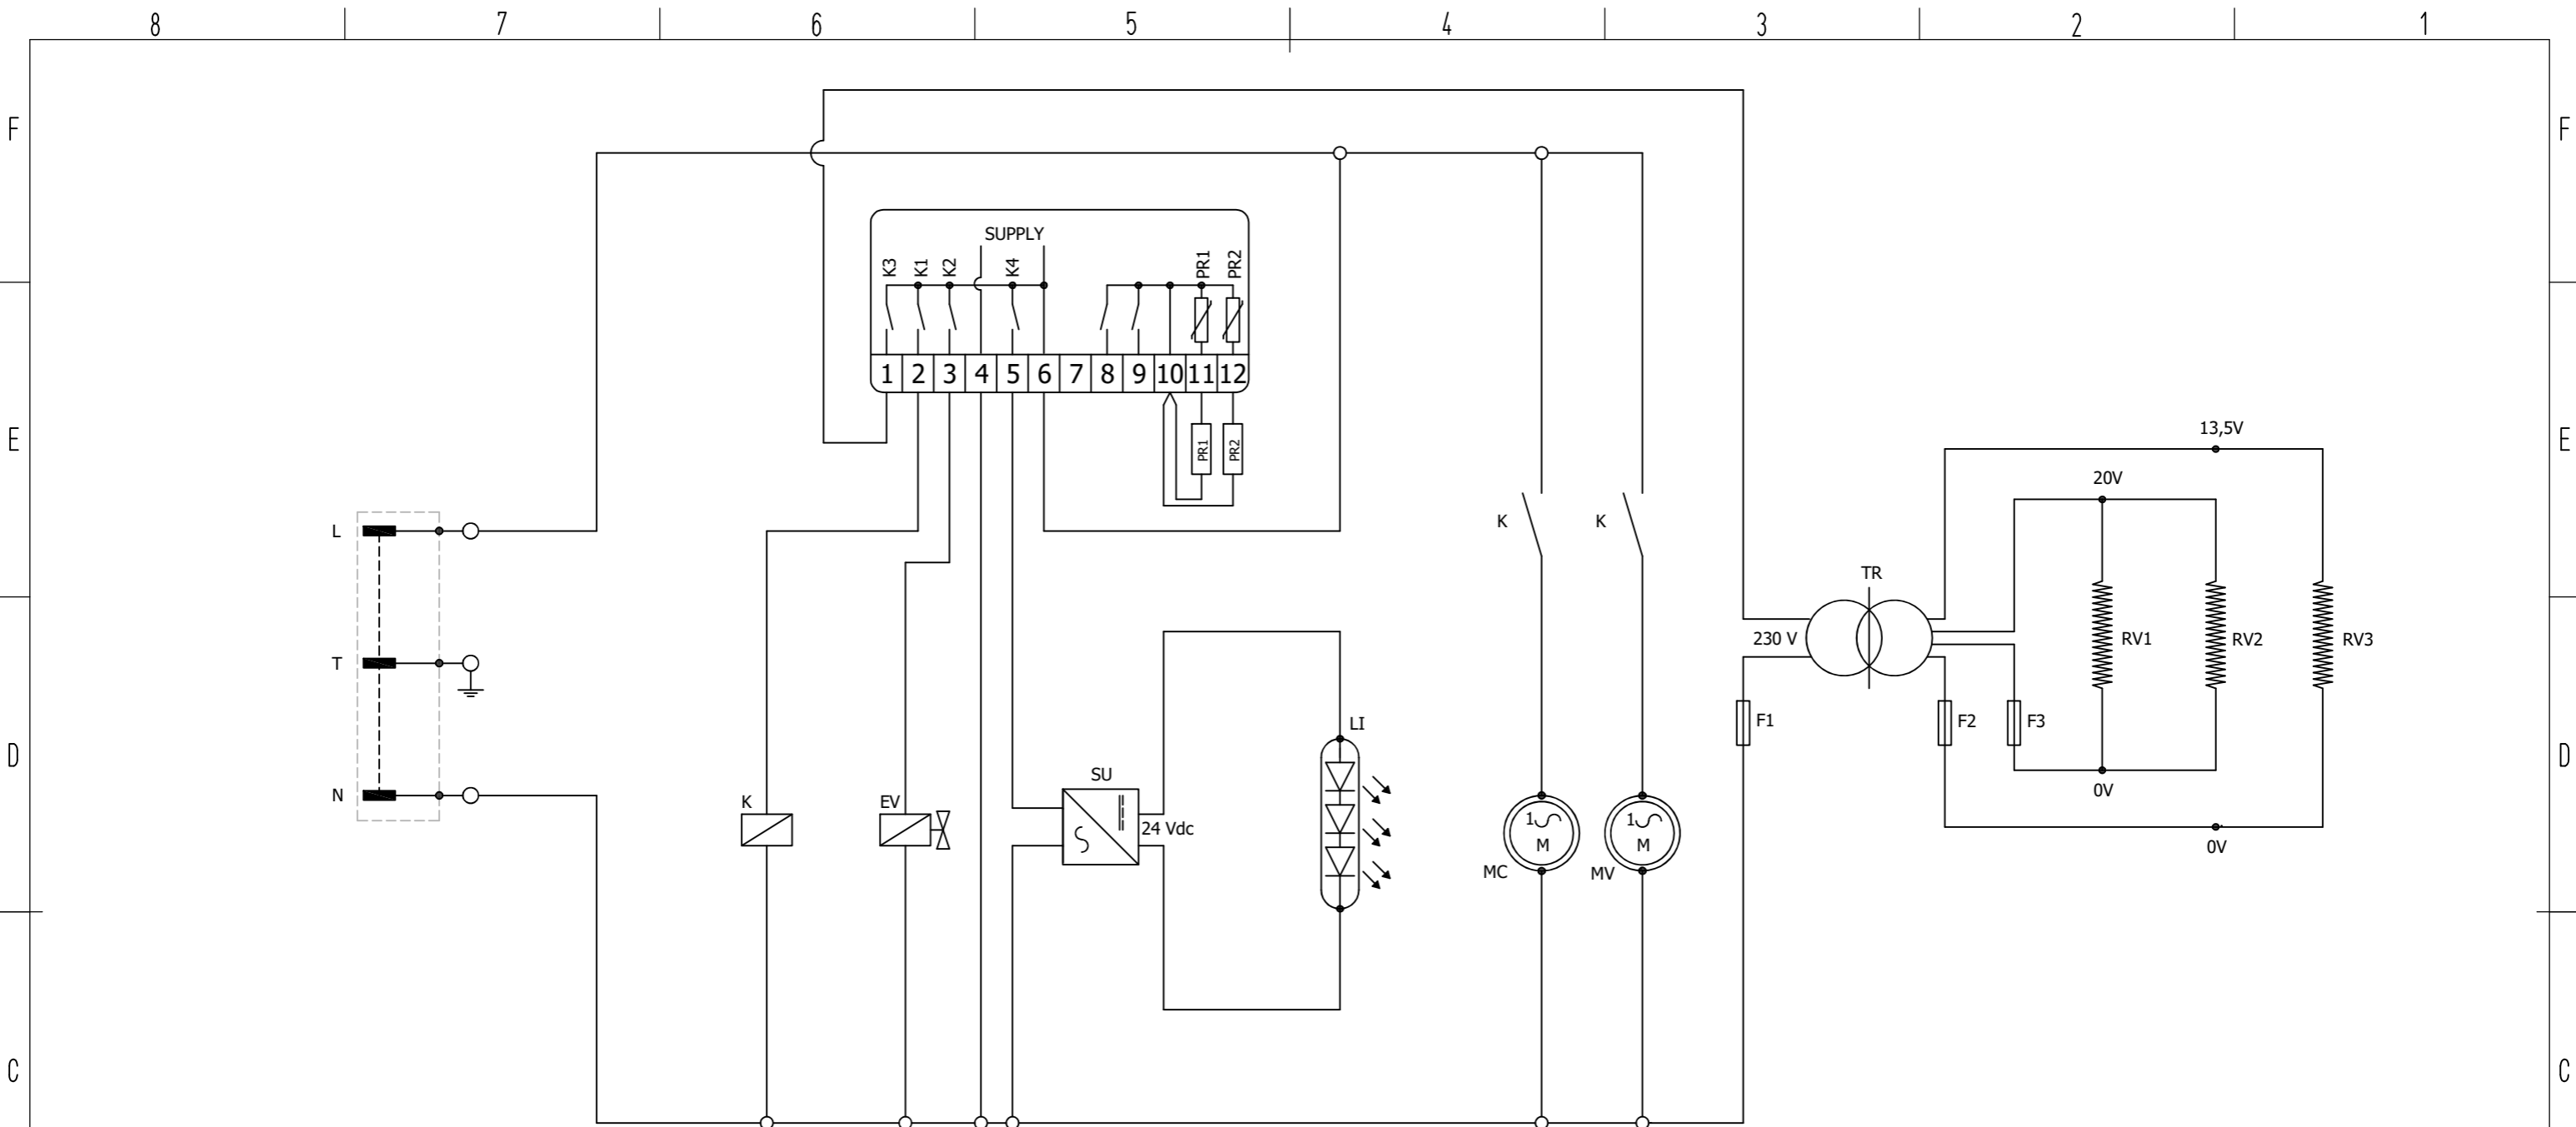 8 7 6 5 4 3 2 1
F F
SUPPLY
K3 K1 K2 K4 PR1 PR2
1 2 3 4 5 6 7 8 9 10 11 12
E E
PR1 PR2
13,5V
20V
L
K K
TR
T
230 V
RV1 RV2 RV3
LI
F1 F2 F3
D D
SU
N
0V
K EV
24 Vdc
1 1
M M
0V
MC MV
C C